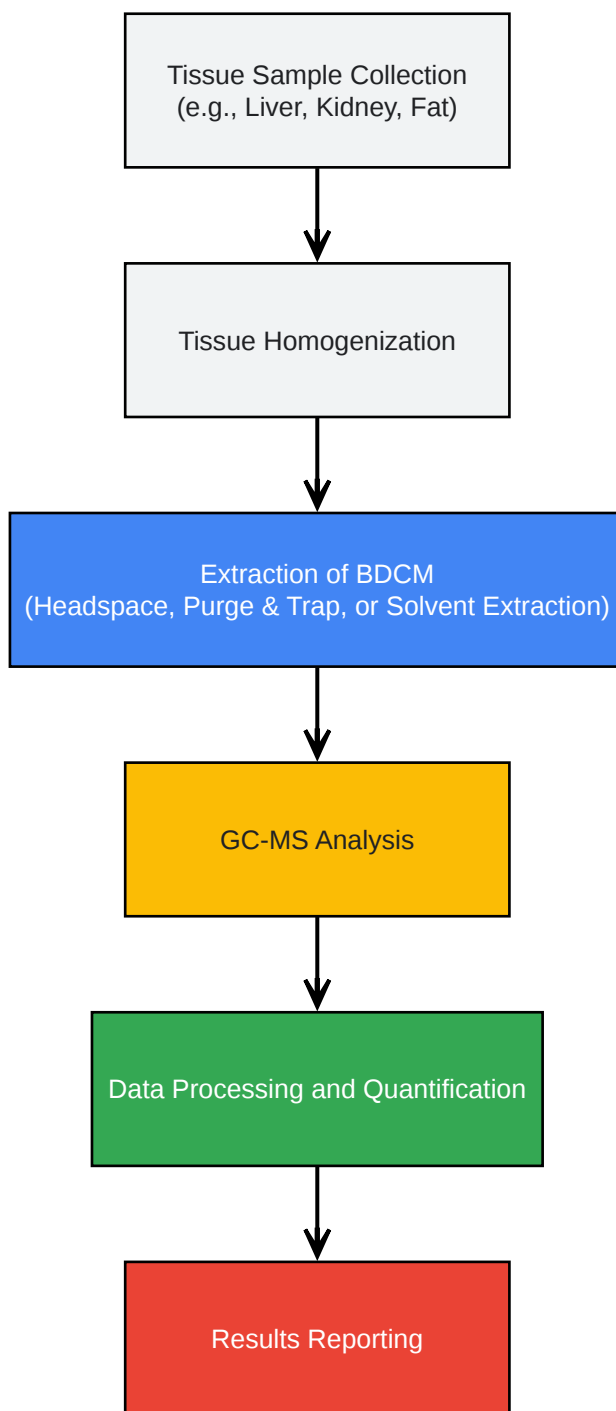 Tissue Sample Collection
(e.g., Liver, Kidney, Fat)
Tissue Homogenization
Extraction of BDCM
(Headspace, Purge & Trap, or Solvent Extraction)
GC-MS Analysis
Data Processing and Quantification
Results Reporting